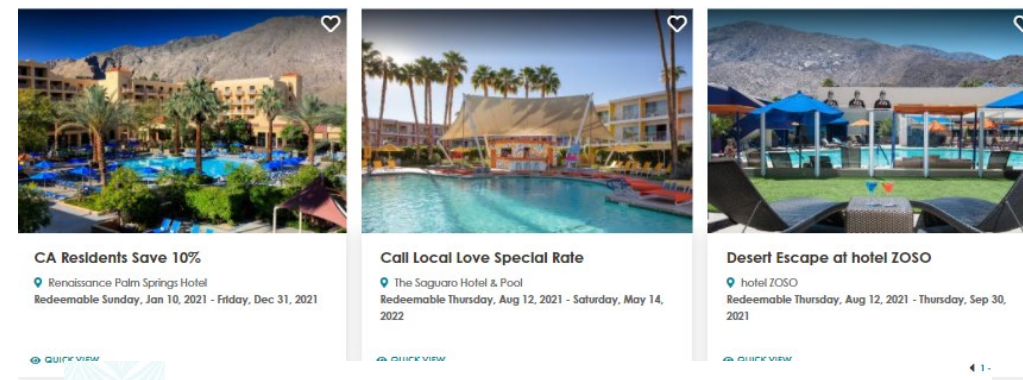 CA Residents Save 10%
Renaissance Palm Springs Hotel
Redeemable Sunday, Jan 10, 2021 - Friday, Dec 31, 2021
QUICK VIEW
Cali Local Love Special Rate
The Saguaro Hotel & Pool
Redeemable Thursday, Aug 12, 2021 - Saturday, May 14,
2022
QUICK VIEW
Desert Escape at hotel ZOSO
hotel ZOSO
Redeemable Thursday, Aug 12, 2021 - Thursday, Sep 30,
2021
QUICK VIEW
1 -